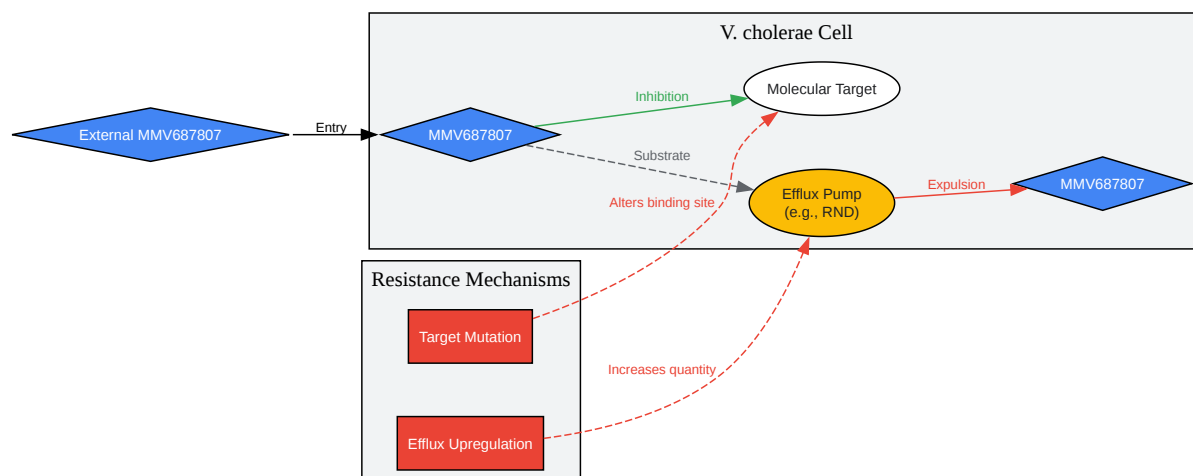 V. cholerae Cell
Molecular Target
Inhibition
External MMV687807
Entry
MMV687807
Substrate
Efflux Pump
(e.g., RND)
Expulsion
MMV687807
Alters binding site
Resistance Mechanisms
Target Mutation
Increases quantity
Efflux Upregulation